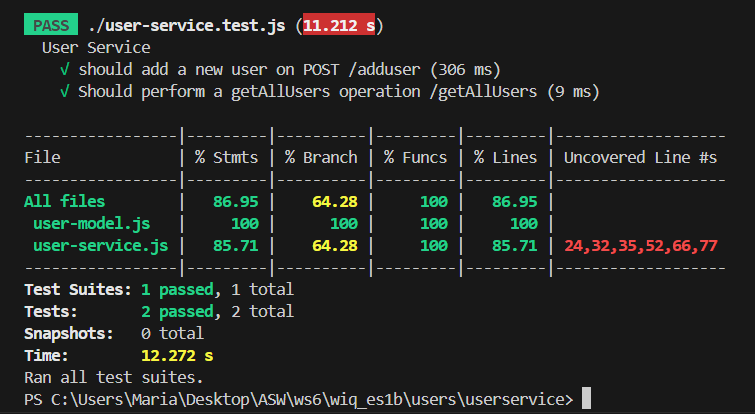 PASS ./user-service.test.js (11.212 s)
  User Service
    √ should add a new user on POST /adduser (306 ms)
    √ Should perform a getAllUsers operation /getAllUsers (9 ms)
-----------------|---------|----------|---------|---------|-------------------
File             | % Stmts | % Branch | % Funcs | % Lines | Uncovered Line #s
-----------------|---------|----------|---------|---------|-------------------
All files        |   86.95 |    64.28 |     100 |   86.95 |
 user-model.js   |     100 |      100 |     100 |     100 |
 user-service.js |   85.71 |    64.28 |     100 |   85.71 | 24,32,35,52,66,77
-----------------|---------|----------|---------|---------|-------------------
Test Suites: 1 passed, 1 total
Tests:       2 passed, 2 total
Snapshots:   0 total
Time:        12.272 s
Ran all test suites.
PS C:\Users\Maria\Desktop\ASW\ws6\wiq_es1b\users\userservice>